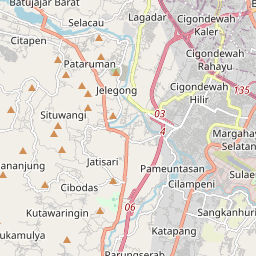 Batujajar Barat
Lagadar
Selacau
Citapen
Cigondewah
Kaler
Pataruman
Cigondewah
Rahayu
Jelegong
Cigondewah
Hilir
135
Situwangi
03
4
Margahay
Selatan
Jatisari
ananjung
Pameuntasan
Sulae
Cibodas
Cilampeni
Kutawaringin
06
Sangkanhuri
ukamulya
Katapang
Parungserab